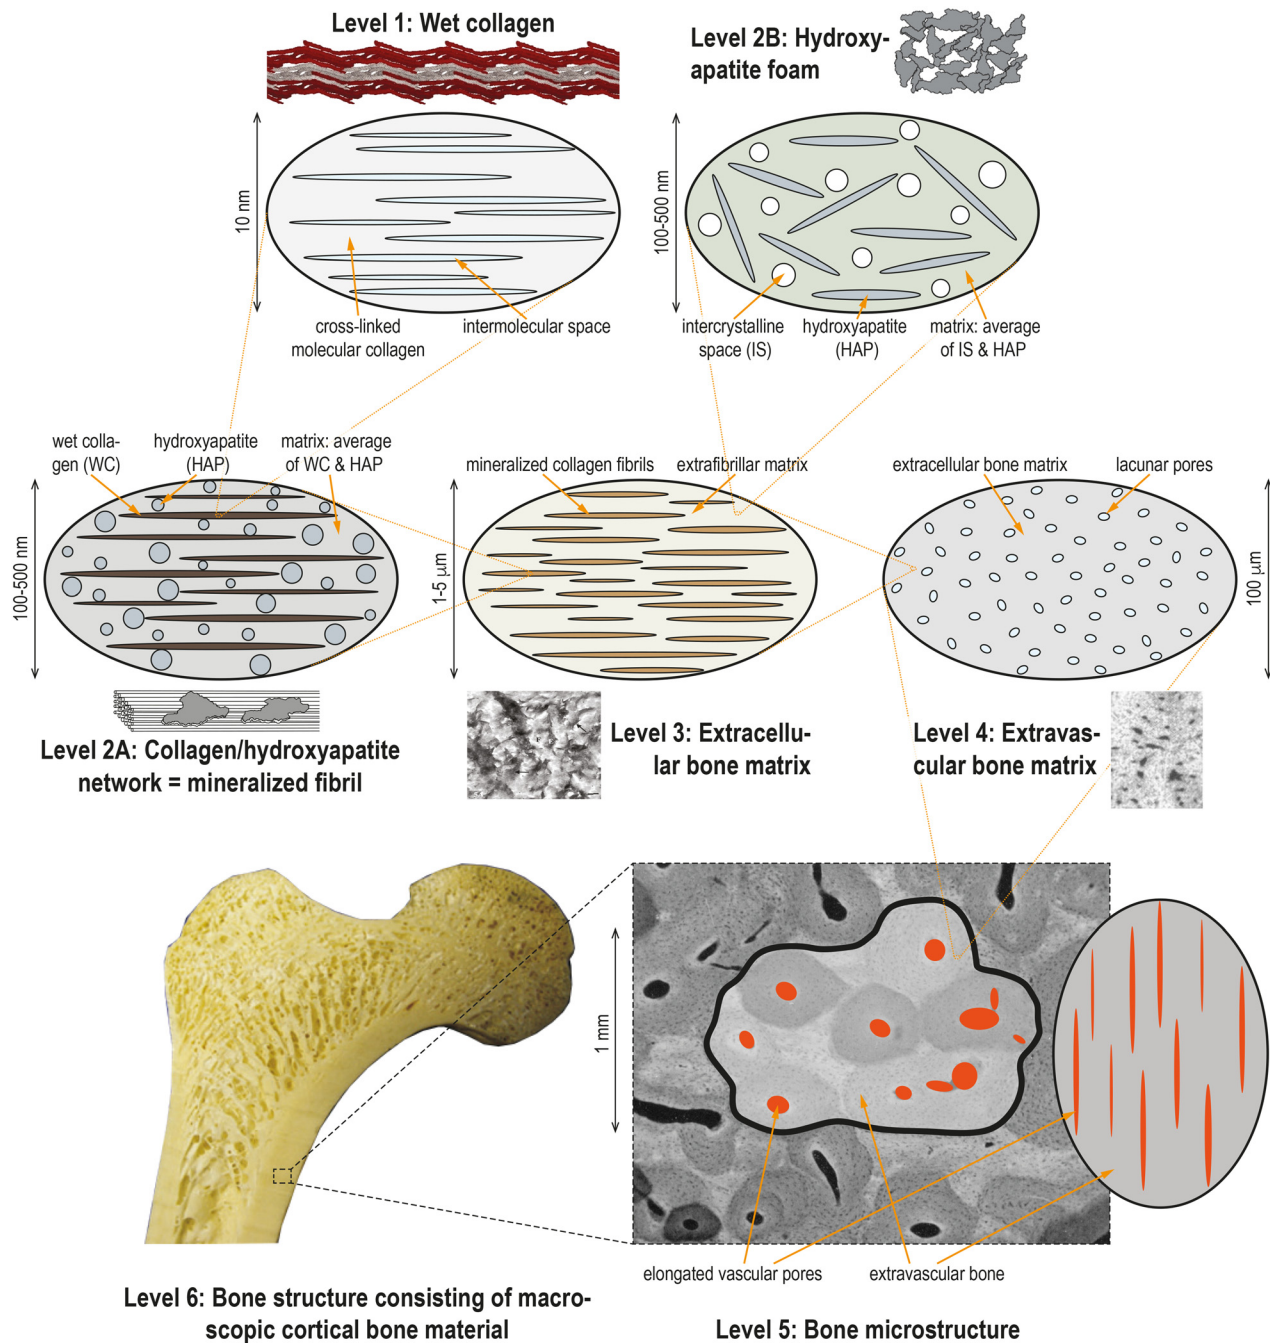 Level 1: Wet collagen
Level 2B: Hydroxy-
apatite foam
10 nm
100-500 nm
cross-linked
molecular collagen
intermolecular space
intercrystalline
space (IS)
hydroxyapatite
(HAP)
matrix: average
of IS & HAP
wet colla-
gen (WC)
hydroxyapatite
(HAP)
matrix: average
of WC & HAP
mineralized collagen fibrils
extrafibrillar matrix
extracellular bone matrix
lacunar pores
100-500 nm
1-5 μm
100 μm
Level 2A: Collagen/hydroxyapatite
network = mineralized fibril
Level 3: Extracellu-
lar bone matrix
Level 4: Extravas-
cular bone matrix
1 mm
elongated vascular pores
extravascular bone
Level 6: Bone structure consisting of macro-
scopic cortical bone material
Level 5: Bone microstructure